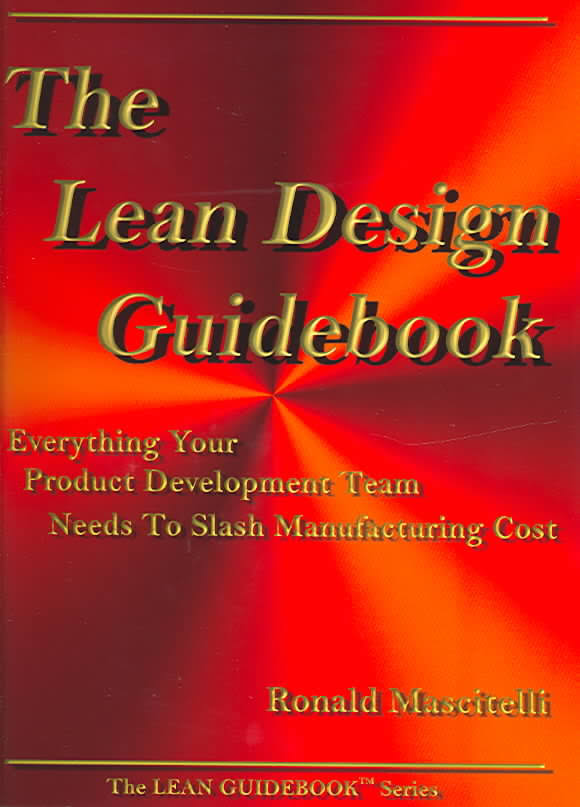 The
Lean Design
Guidebook
Everything Your
Product Development Team
Needs To Slash Manufacturing Cost
Ronald Mascitelli
The LEAN GUIDEBOOK™ Series